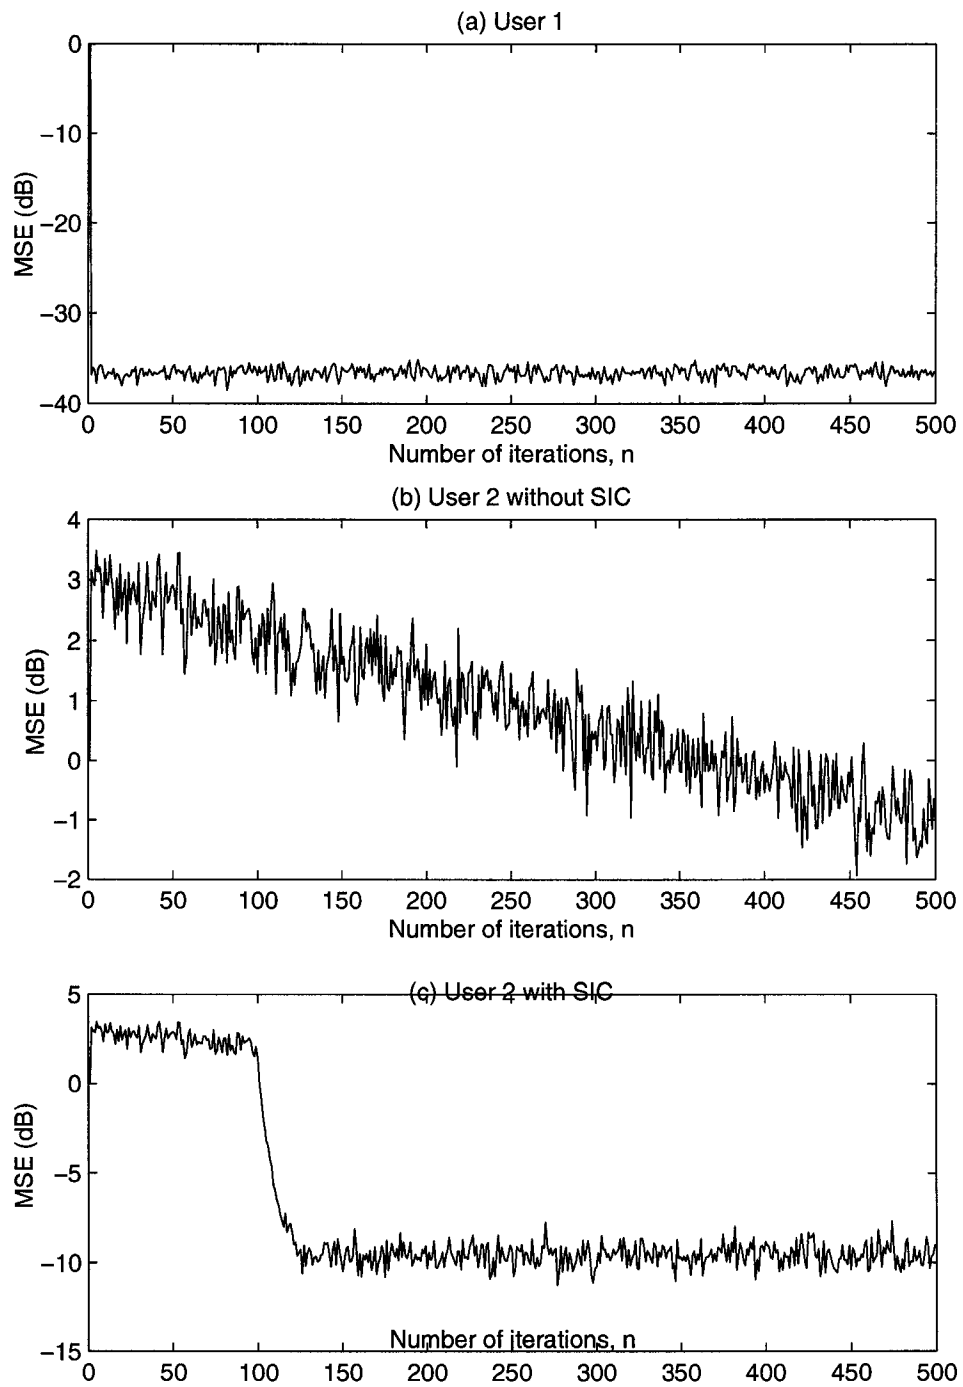 (a) User 1
0
−10
−20
−30
−40
MSE (dB)
0 50 100 150 200 250 300 350 400 450 500
Number of iterations, n
(b) User 2 without SIC
4
3
2
1
0
−1
−2
MSE (dB)
0 50 100 150 200 250 300 350 400 450 500
Number of iterations, n
(c) User 2 with SIC
5
0
−5
−10
−15
MSE (dB)
Number of iterations, n
0 50 100 150 200 250 300 350 400 450 500